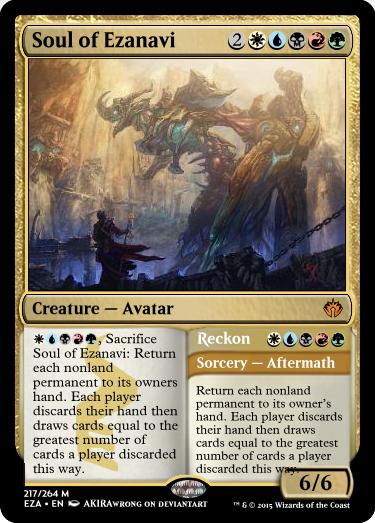 Soul of Ezanavi 2
Creature — Avatar
, Sacrifice
Soul of Ezanavi: Return
each nonland
permanent to its owners
hand. Each player
discards their hand then
draws cards equal to the
greatest number of
cards a player discarded
this way.
Reckon
Sorcery — Aftermath
Return each nonland
permanent to its owner's
hand. Each player discards
their hand then draws
cards equal to the greatest
number of cards a player
discarded this way.
6/6
217/264 M
EZA • EN AKIRAWRONG ON DEVIANTART
™ & © 2015 Wizards of the Coast